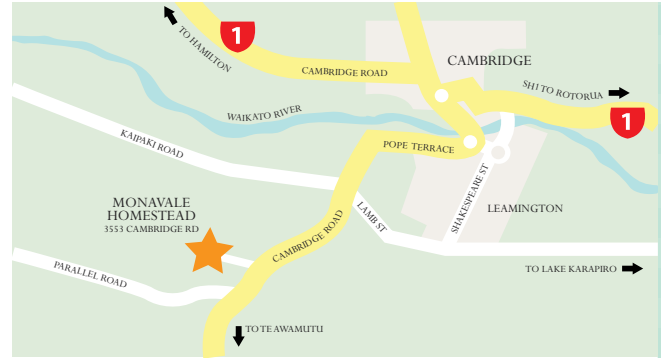 1
TO HAMILTON
CAMBRIDGE ROAD
CAMBRIDGE
SH1 TO ROTORUA
1
WAIKATO RIVER
KAIPAKI ROAD
POPE TERRACE
SHAKESPEARE ST
LEAMINGTON
LAMB ST
MONAVALE
HOMESTEAD
3553 CAMBRIDGE RD
CAMBRIDGE ROAD
PARALLEL ROAD
TO LAKE KARAPIRO
TO TE AWAMUTU